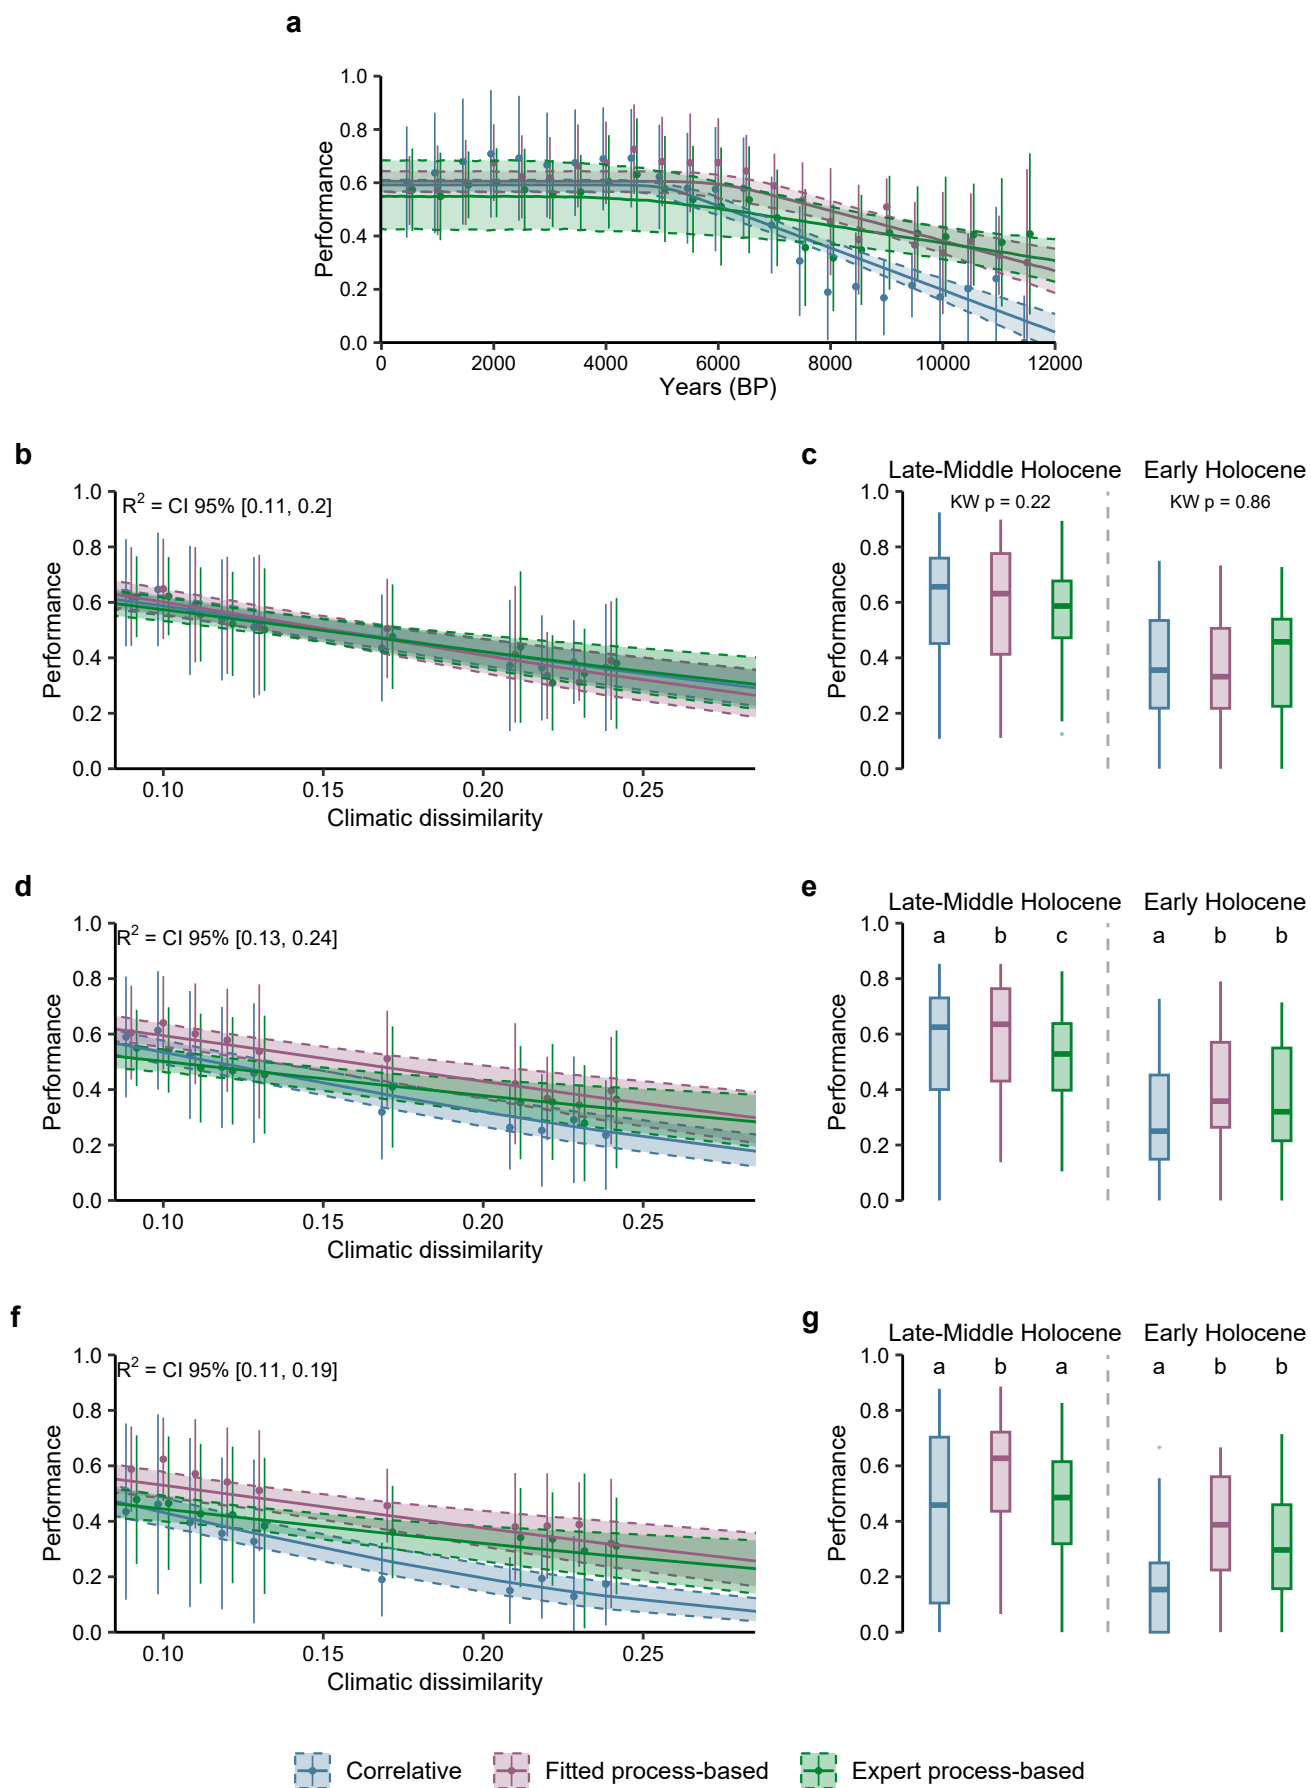 a
1.0
0.8
0.6
0.4
0.2
0.0
Performance
0 2000 4000 6000 8000 10000 12000
Years (BP)
b
1.0
0.8
0.6
0.4
0.2
0.0
Performance
R² = CI 95% [0.11, 0.2]
0.10 0.15 0.20 0.25
Climatic dissimilarity
c
Late-Middle Holocene Early Holocene
KW p = 0.22 KW p = 0.86
1.0
0.8
0.6
0.4
0.2
0.0
Performance
d
1.0
0.8
0.6
0.4
0.2
0.0
Performance
R² = CI 95% [0.13, 0.24]
0.10 0.15 0.20 0.25
Climatic dissimilarity
e
Late-Middle Holocene Early Holocene
a b c a b b
1.0
0.8
0.6
0.4
0.2
0.0
Performance
f
1.0
0.8
0.6
0.4
0.2
0.0
Performance
R² = CI 95% [0.11, 0.19]
0.10 0.15 0.20 0.25
Climatic dissimilarity
g
Late-Middle Holocene Early Holocene
a b a a b b
1.0
0.8
0.6
0.4
0.2
0.0
Performance
Correlative Fitted process-based Expert process-based